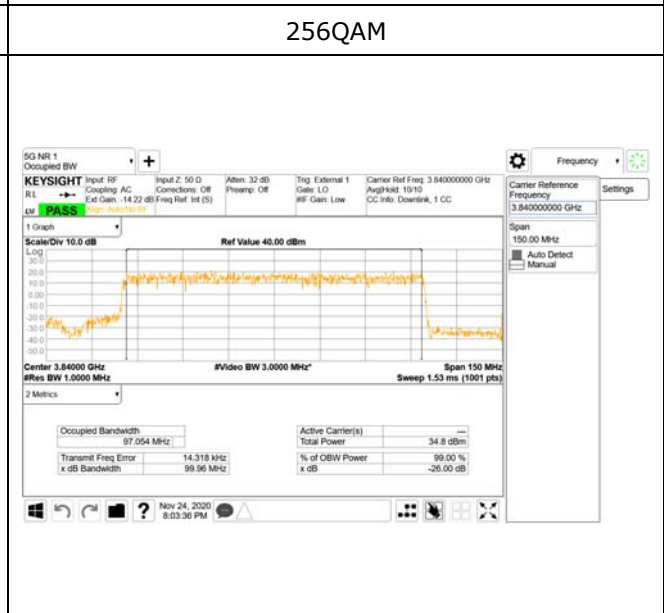 256QAM
5G NR 1
Occupied BW
Frequency
KEYSIGHT Input: RF Input Z: 50 Ω Atten: 32 dB Trig: External 1 Carrier Ref Freq: 3.840000000 GHz
RL Coupling: AC Corrections: Off Preamp: Off Gate: LO Avg|Hold: 10/10
Ext Gain: -14.22 dB Freq Ref: Int (S) #IF Gain: Low CC Info: Downlink, 1 CC
PASS Align: Auto/No RF
Carrier Reference
Frequency
3.840000000 GHz
Settings
Span
150.00 MHz
Auto Detect
Manual
1 Graph
Scale/Div 10.0 dB Ref Value 40.00 dBm
Log
30.0
20.0
10.0
0.00
-10.0
-20.0
-30.0
-40.0
-50.0
Center 3.84000 GHz #Video BW 3.0000 MHz* Span 150 MHz
#Res BW 1.0000 MHz Sweep 1.53 ms (1001 pts)
2 Metrics
Occupied Bandwidth
97.054 MHz
Transmit Freq Error 14.318 kHz
x dB Bandwidth 99.96 MHz
Active Carrier(s) ---
Total Power 34.8 dBm
% of OBW Power 99.00 %
x dB -26.00 dB
? Nov 24, 2020
8:03:36 PM